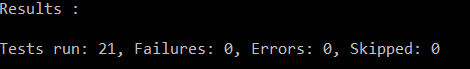 Results :
Tests run: 21, Failures: 0, Errors: 0, Skipped: 0